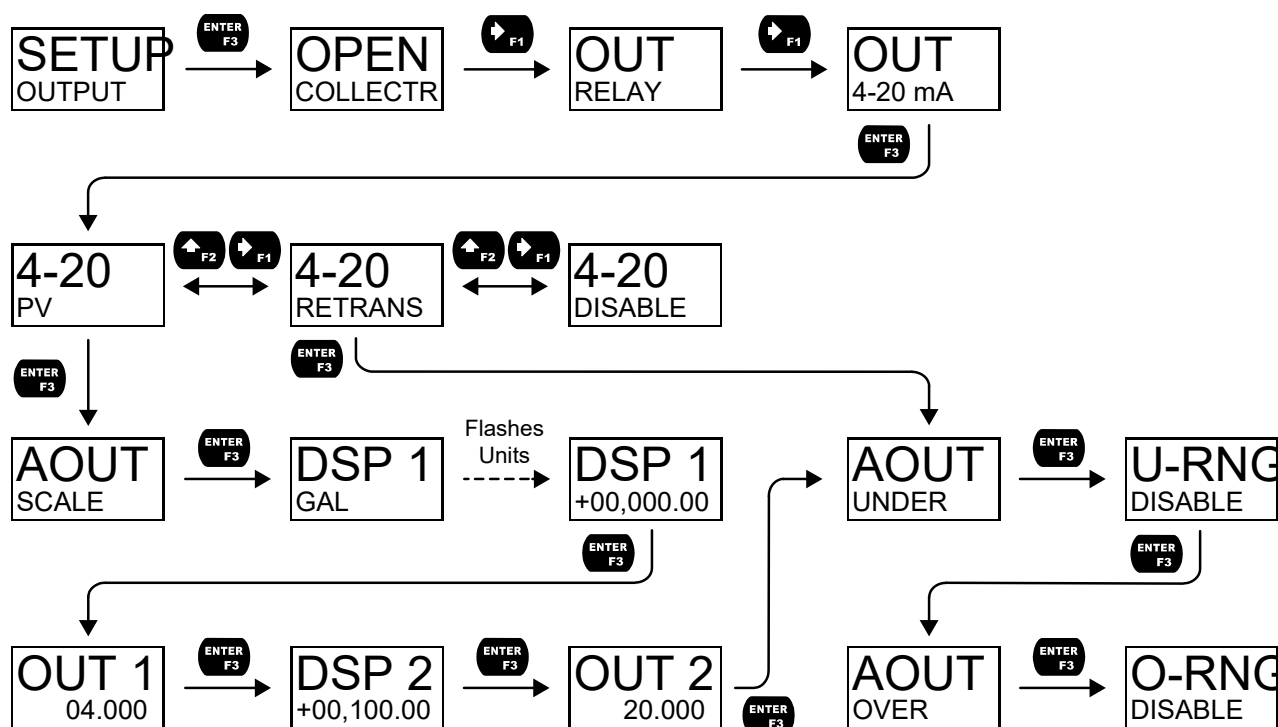 SETUP
OUTPUT
ENTER
F3
OPEN
COLLECTR
F1
OUT
RELAY
F1
OUT
4-20 mA
ENTER
F3
4-20
PV
F2
F1
4-20
RETRANS
F2
F1
4-20
DISABLE
ENTER
F3
ENTER
F3
AOUT
SCALE
ENTER
F3
DSP 1
GAL
Flashes
Units
DSP 1
+00,000.00
AOUT
UNDER
ENTER
F3
U-RNG
DISABLE
ENTER
F3
ENTER
F3
OUT 1
04.000
ENTER
F3
DSP 2
+00,100.00
ENTER
F3
OUT 2
20.000
ENTER
F3
AOUT
OVER
ENTER
F3
O-RNG
DISABLE